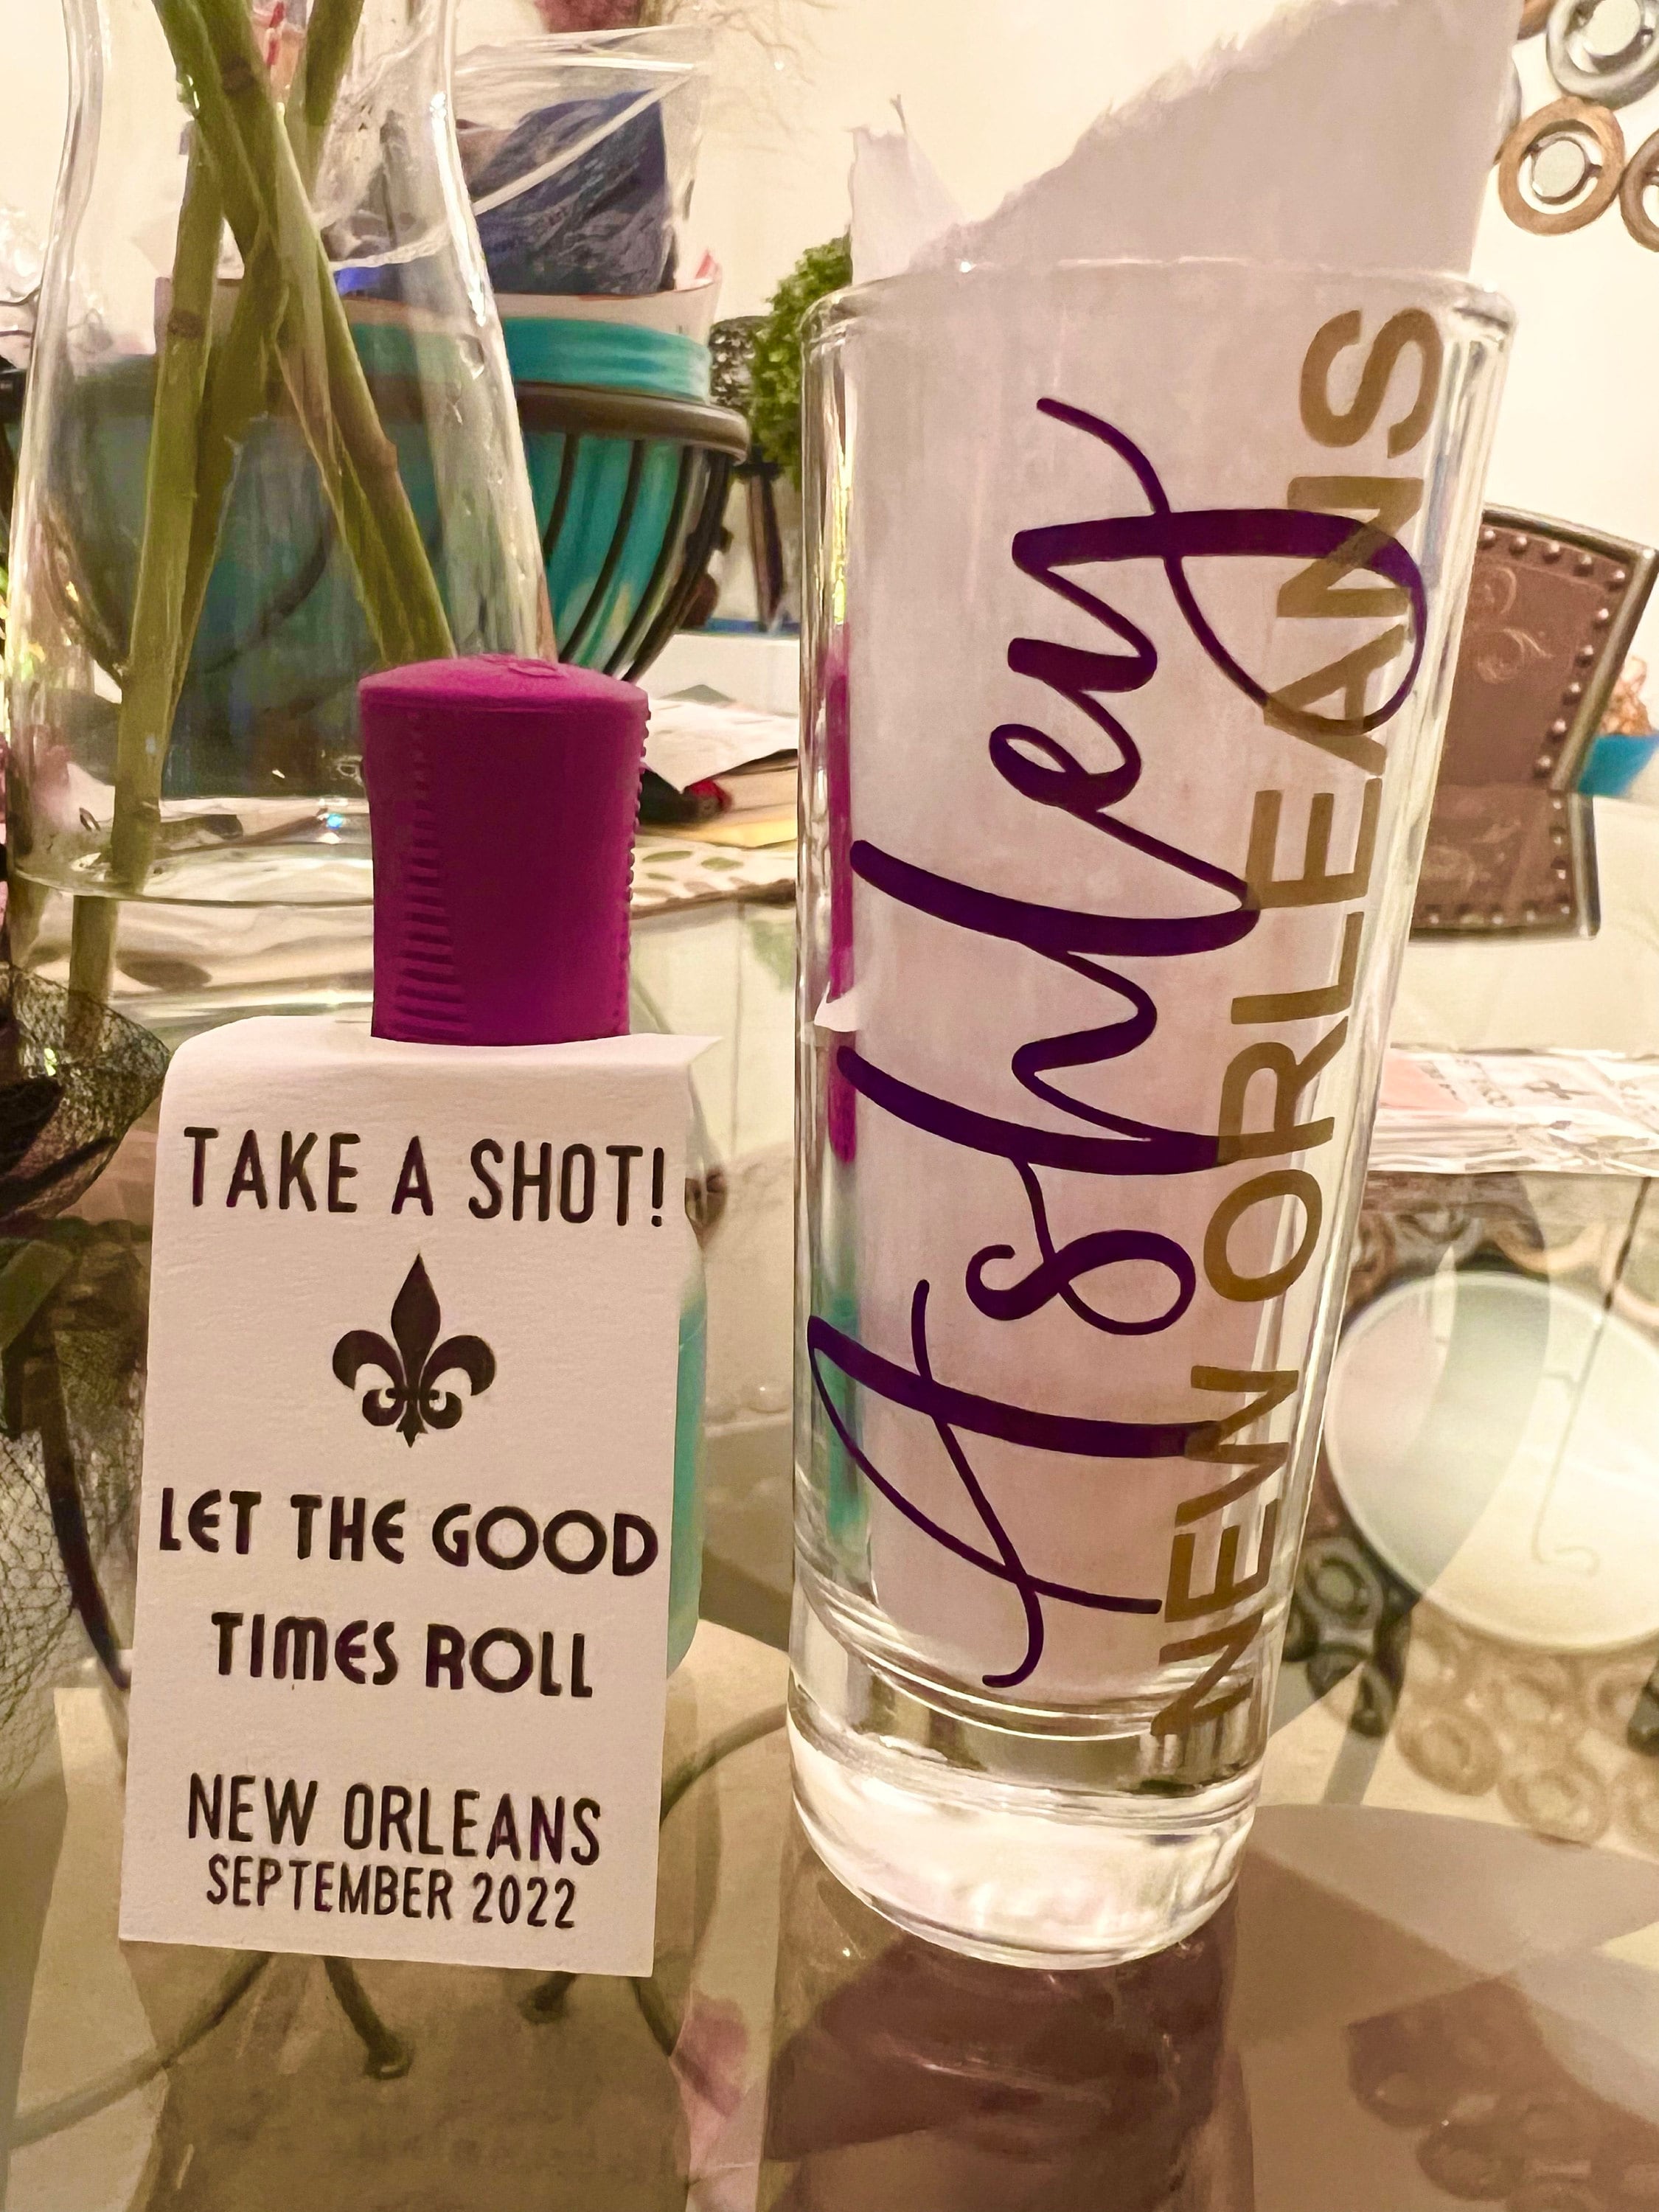 TAKE A SHOT!
LET THE GOOD
TIMES ROLL
NEW ORLEANS
SEPTEMBER 2022
Ashley
NEW ORLEANS